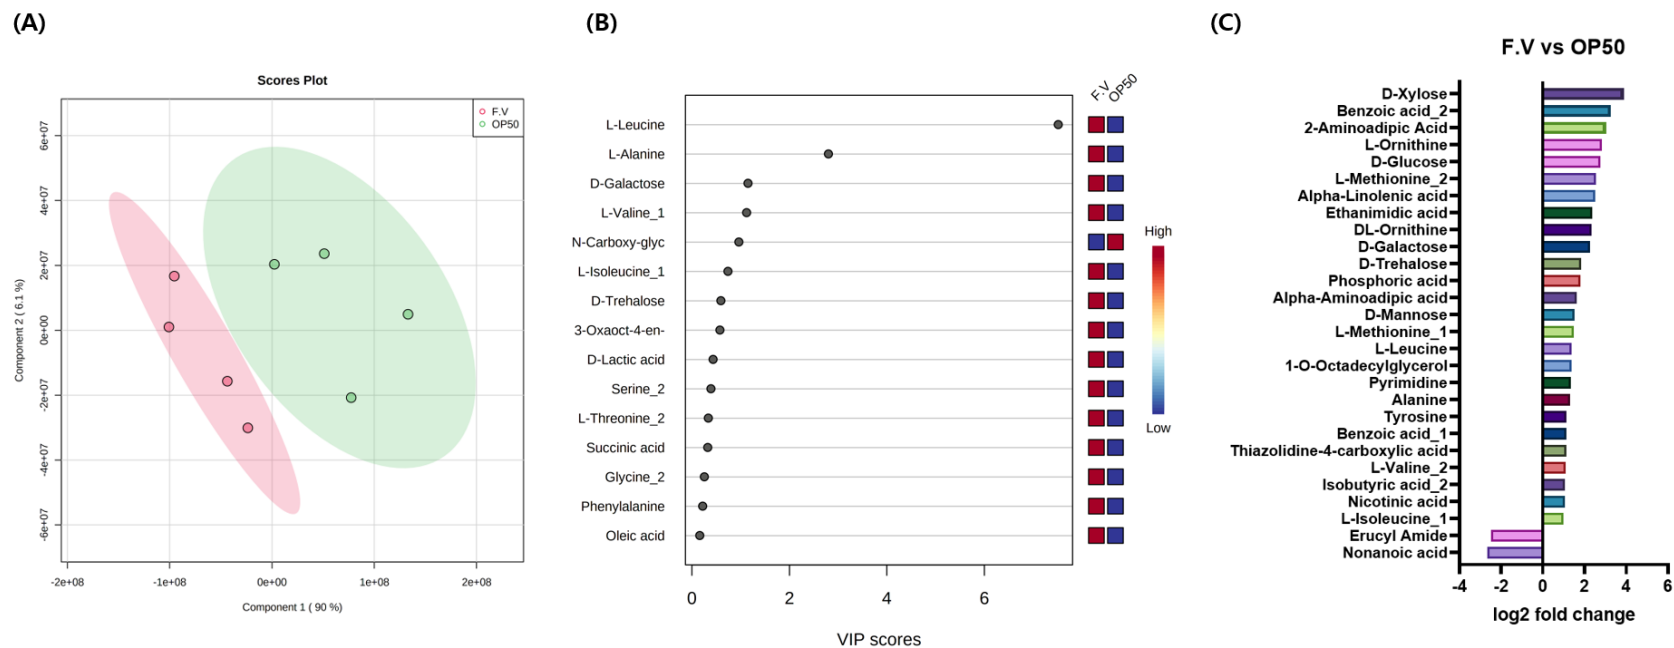 (A)
Scores Plot
F.V
OP50
6e+07
4e+07
2e+07
0e+00
-2e+07
-4e+07
-6e+07
Component 2 ( 6.1 %)
-2e+08 -1e+08 0e+00 1e+08 2e+08
Component 1 ( 90 %)
(B)
F.V OP50
L-Leucine
L-Alanine
D-Galactose
L-Valine_1
N-Carboxy-glyc
L-Isoleucine_1
D-Trehalose
3-Oxaoct-4-en-
D-Lactic acid
Serine_2
L-Threonine_2
Succinic acid
Glycine_2
Phenylalanine
Oleic acid
0 2 4 6
VIP scores
High
Low
(C)
F.V vs OP50
D-Xylose
Benzoic acid_2
2-Aminoadipic Acid
L-Ornithine
D-Glucose
L-Methionine_2
Alpha-Linolenic acid
Ethanimidic acid
DL-Ornithine
D-Galactose
D-Trehalose
Phosphoric acid
Alpha-Aminoadipic acid
D-Mannose
L-Methionine_1
L-Leucine
1-O-Octadecylglycerol
Pyrimidine
Alanine
Tyrosine
Benzoic acid_1
Thiazolidine-4-carboxylic acid
L-Valine_2
Isobutyric acid_2
Nicotinic acid
L-Isoleucine_1
Erucyl Amide
Nonanoic acid
-4 -2 0 2 4 6
log2 fold change